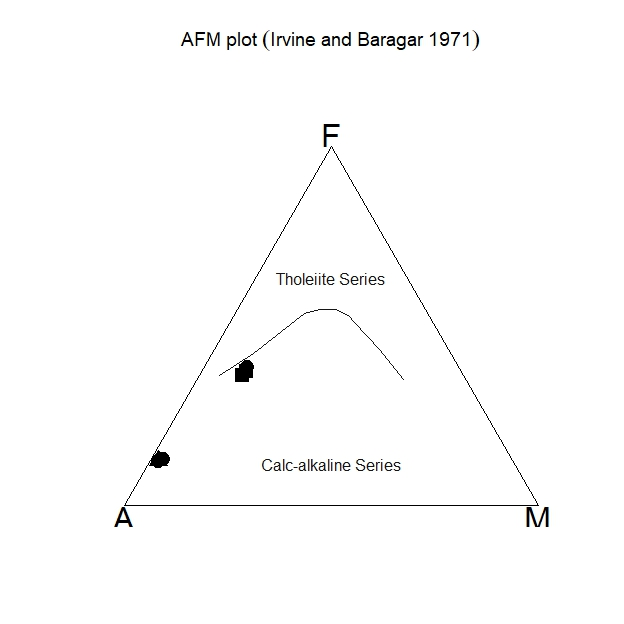 AFM plot (Irvine and Baragar 1971)
F
Tholeiite Series
Calc-alkaline Series
A
M